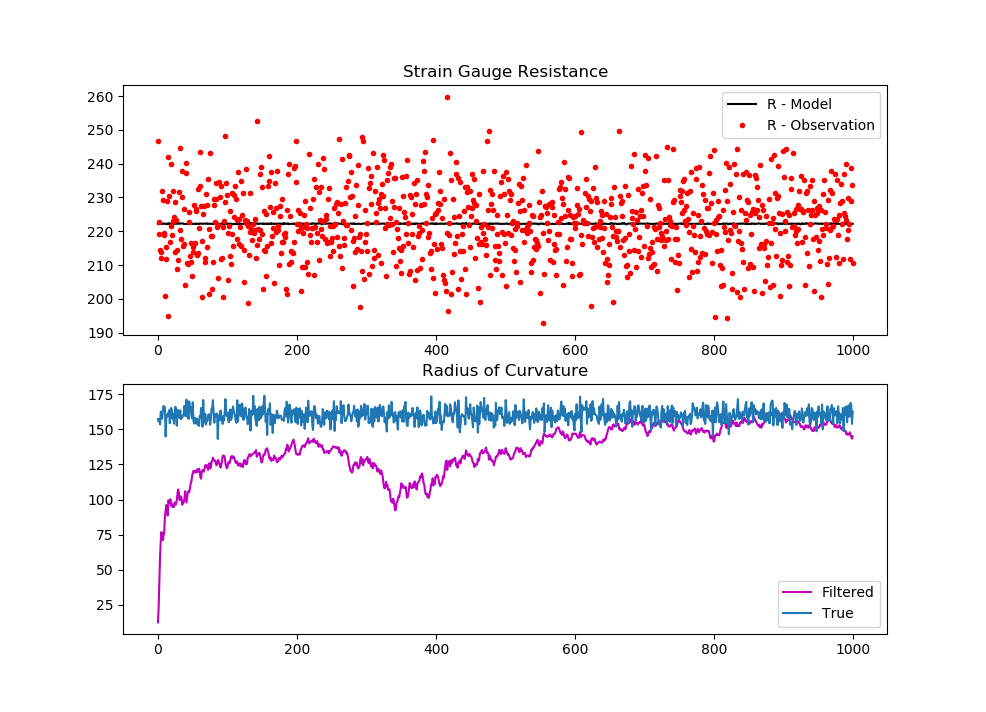 Strain Gauge Resistance
260
250
240
230
220
210
200
190
R - Model
R - Observation
0 200 400 600 800 1000
Radius of Curvature
175
150
125
100
75
50
25
Filtered
True
0 200 400 600 800 1000